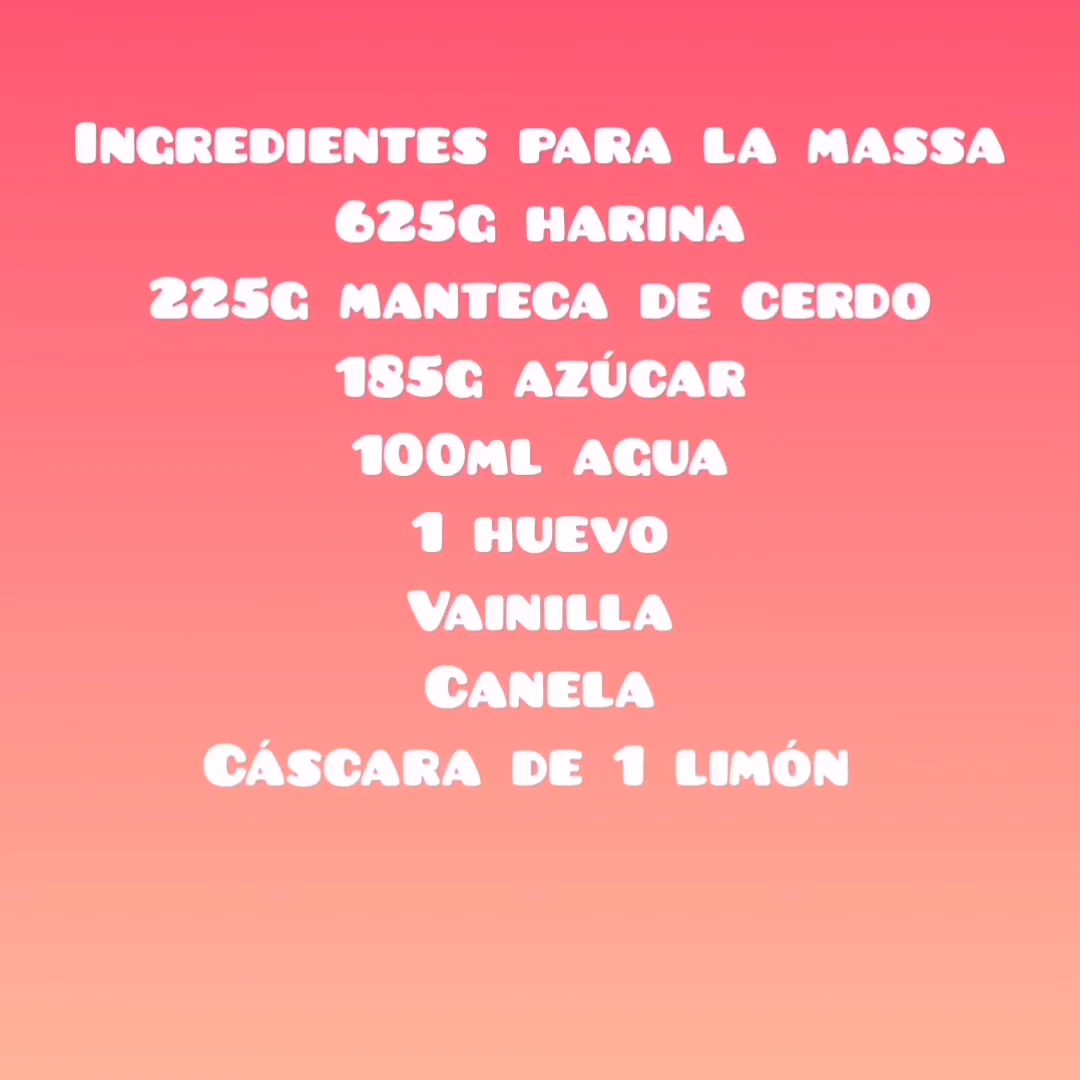 Ingredientes para la massa
625g harina
225g manteca de cerdo
185g azúcar
100ml agua
1 huevo
Vainilla
Canela
Cáscara de 1 limón